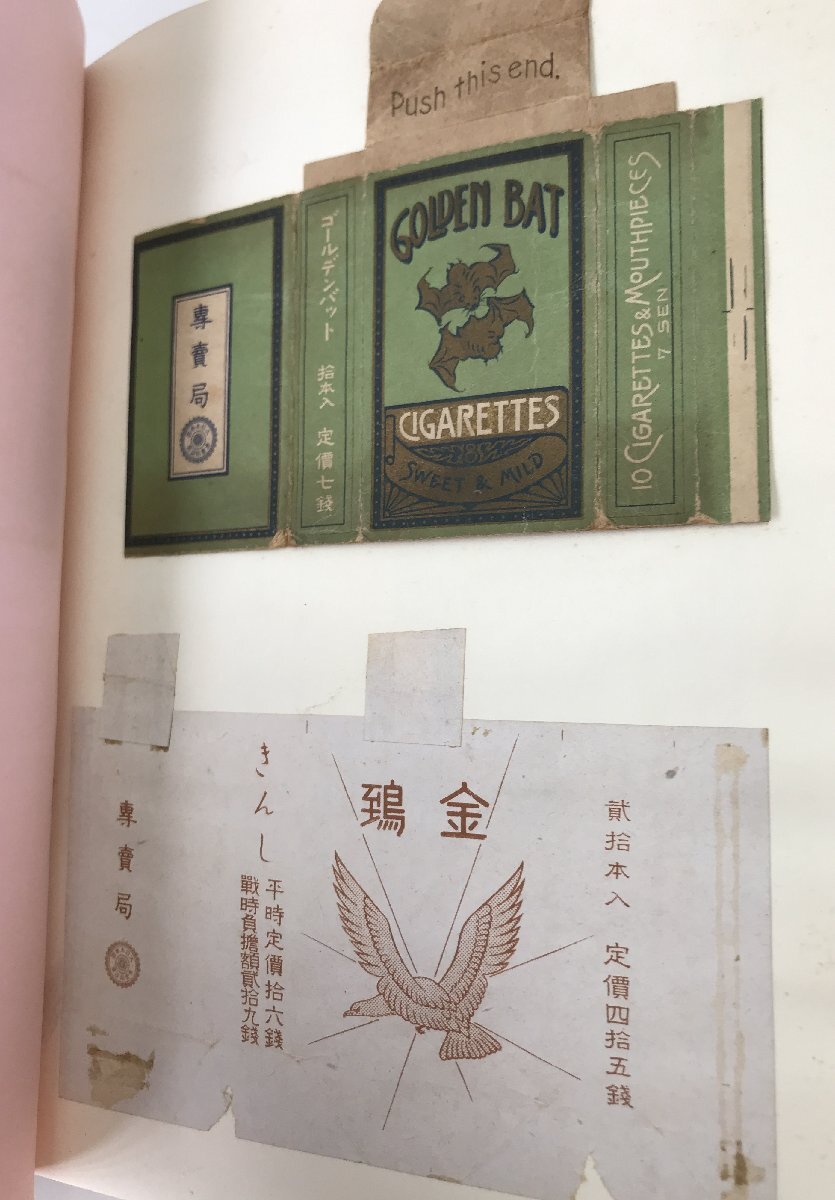 Push this end.
專賣局
ゴールデンバット 拾本入 定價七錢
GOLDEN BAT
CIGARETTES
SWEET & MILD
10 CIGARETTES & MOUTHPIECES
7 SEN
貳拾本入 定價四拾五錢
金鵄
きんし
平時定價拾六錢
戰時負擔額貳拾九錢
專賣局